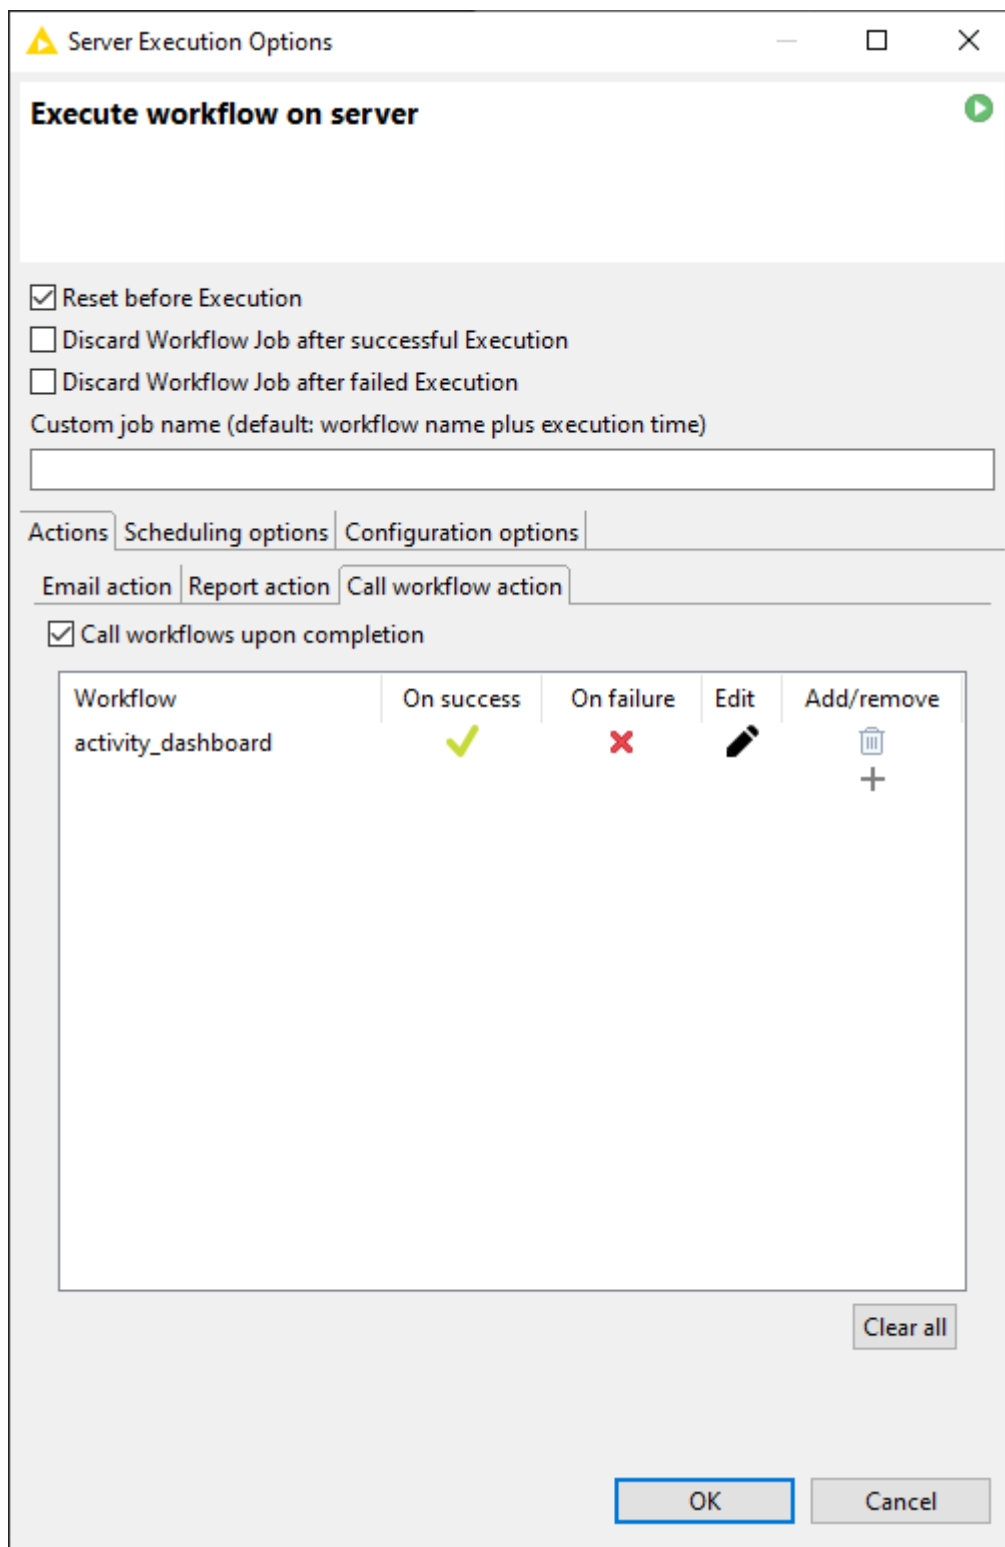 Server Execution Options
Execute workflow on server
Reset before Execution
Discard Workflow Job after successful Execution
Discard Workflow Job after failed Execution
Custom job name (default: workflow name plus execution time)
Actions Scheduling options Configuration options
Email action Report action Call workflow action
Call workflows upon completion
Workflow On success On failure Edit Add/remove
activity_dashboard
Clear all
OK Cancel